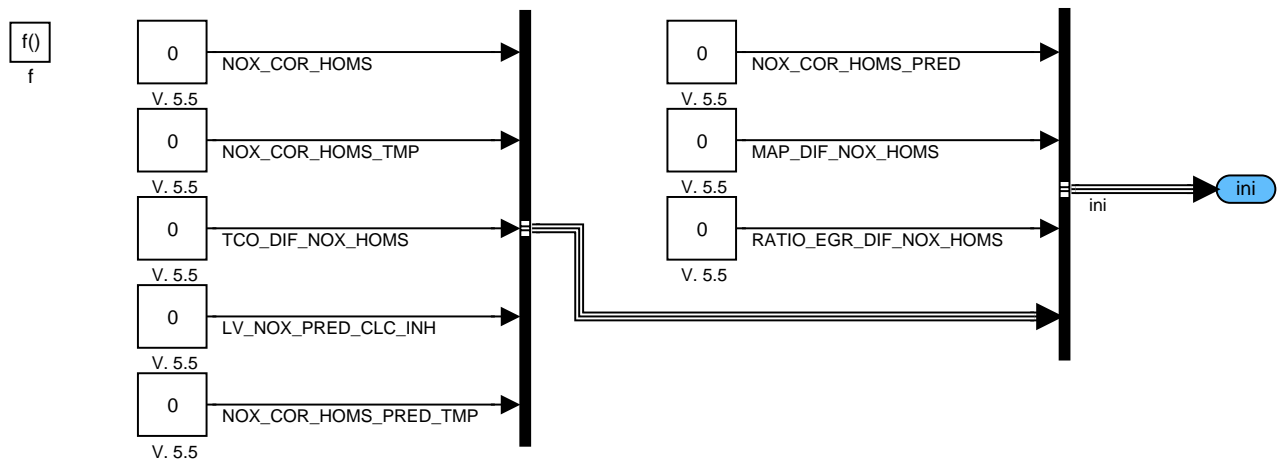 f()
f
0
NOX_COR_HOMS
V. 5.5
0
NOX_COR_HOMS_TMP
V. 5.5
0
TCO_DIF_NOX_HOMS
V. 5.5
0
LV_NOX_PRED_CLC_INH
V. 5.5
0
NOX_COR_HOMS_PRED_TMP
V. 5.5
0
NOX_COR_HOMS_PRED
V. 5.5
0
MAP_DIF_NOX_HOMS
V. 5.5
0
RATIO_EGR_DIF_NOX_HOMS
V. 5.5
ini
ini